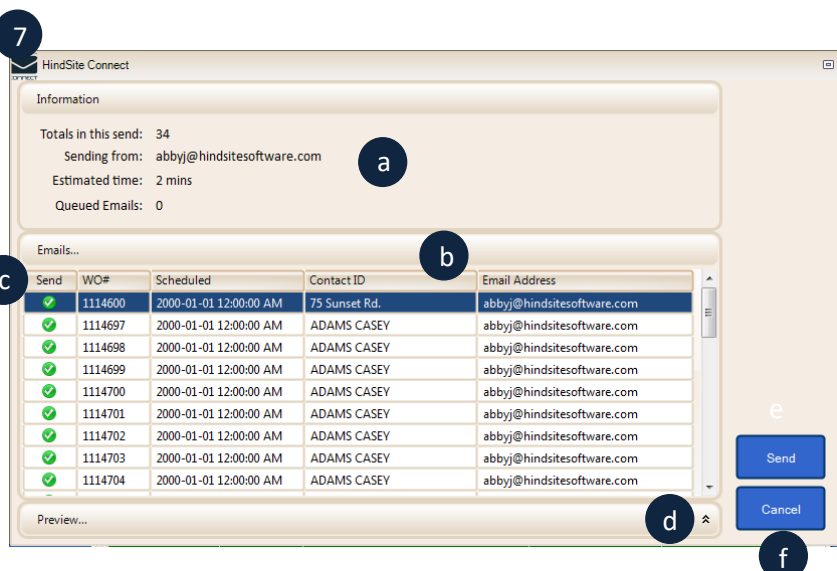 7
HindSite Connect
CONNECT
Information
Totals in this send: 34
Sending from: abbyj@hindsitesoftware.com
a
Estimated time: 2 mins
Queued Emails: 0
b
Emails...
c
Send WO# Scheduled Contact ID Email Address
1114600 2000-01-01 12:00:00 AM 75 Sunset Rd. abbyj@hindsitesoftware.com
1114697 2000-01-01 12:00:00 AM ADAMS CASEY abbyj@hindsitesoftware.com
1114698 2000-01-01 12:00:00 AM ADAMS CASEY abbyj@hindsitesoftware.com
1114699 2000-01-01 12:00:00 AM ADAMS CASEY abbyj@hindsitesoftware.com
1114700 2000-01-01 12:00:00 AM ADAMS CASEY abbyj@hindsitesoftware.com
1114701 2000-01-01 12:00:00 AM ADAMS CASEY abbyj@hindsitesoftware.com
1114702 2000-01-01 12:00:00 AM ADAMS CASEY abbyj@hindsitesoftware.com
1114703 2000-01-01 12:00:00 AM ADAMS CASEY abbyj@hindsitesoftware.com
1114704 2000-01-01 12:00:00 AM ADAMS CASEY abbyj@hindsitesoftware.com
e
Send
Cancel
Preview...
d
f